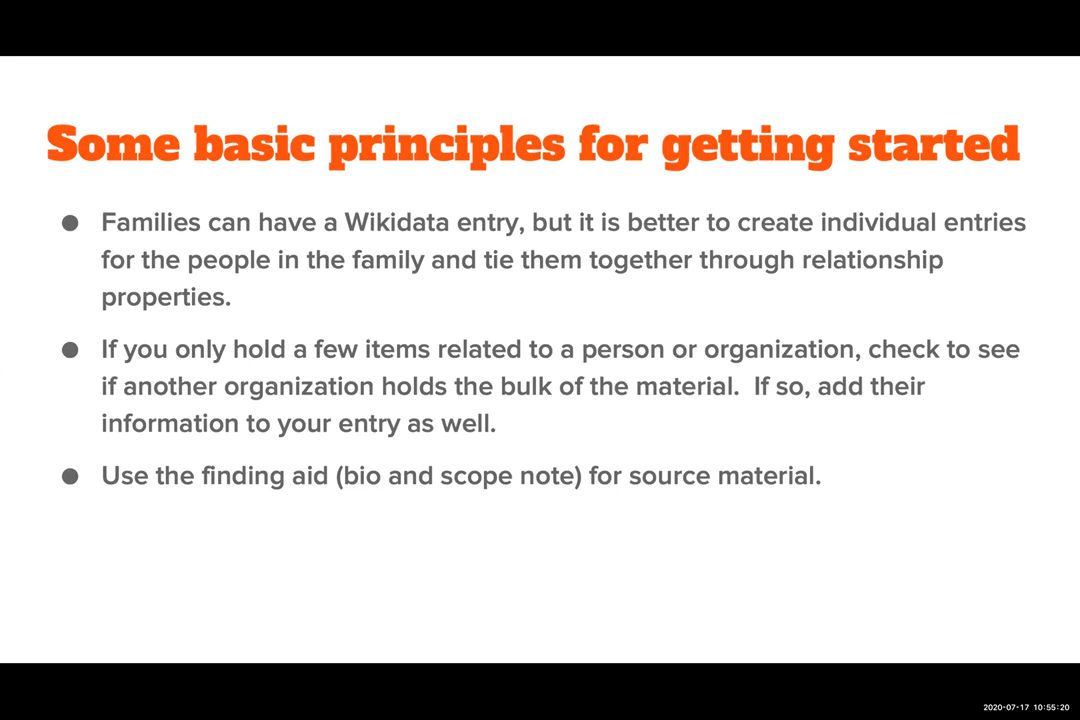 Some basic principles for getting started
● Families can have a Wikidata entry, but it is better to create individual entries
for the people in the family and tie them together through relationship
properties.
● If you only hold a few items related to a person or organization, check to see
if another organization holds the bulk of the material.  If so, add their
information to your entry as well.
● Use the finding aid (bio and scope note) for source material.
2020-07-17 10:55:20